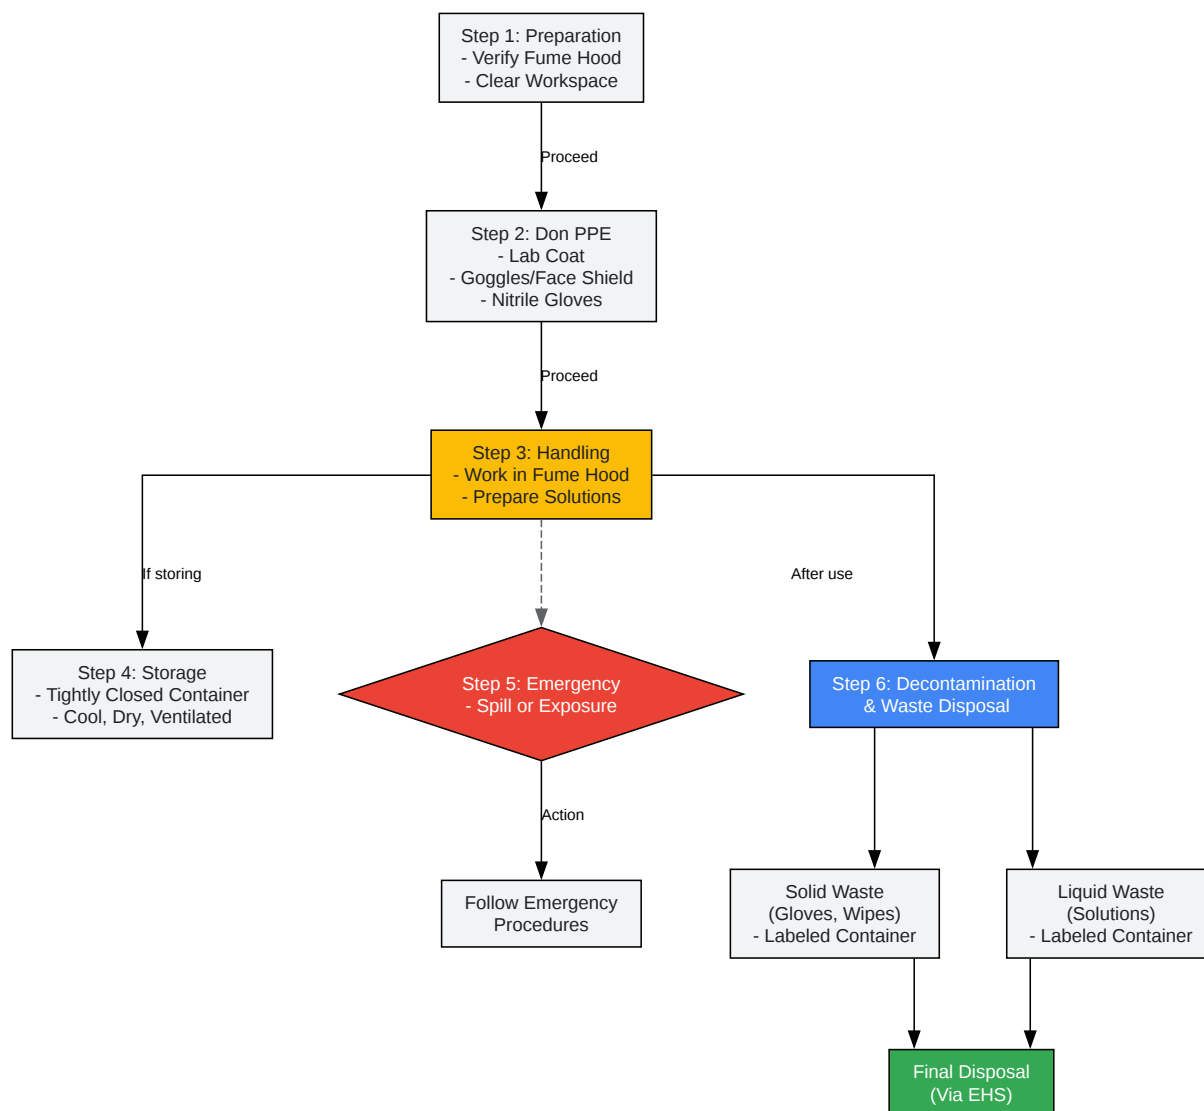 Step 1: Preparation
- Verify Fume Hood
- Clear Workspace
Proceed
Step 2: Don PPE
- Lab Coat
- Goggles/Face Shield
- Nitrile Gloves
Proceed
Step 3: Handling
- Work in Fume Hood
- Prepare Solutions
If storing
After use
Step 4: Storage
- Tightly Closed Container
- Cool, Dry, Ventilated
Step 5: Emergency
- Spill or Exposure
Step 6: Decontamination
& Waste Disposal
Action
Follow Emergency
Procedures
Solid Waste
(Gloves, Wipes)
- Labeled Container
Liquid Waste
(Solutions)
- Labeled Container
Final Disposal
(Via EHS)